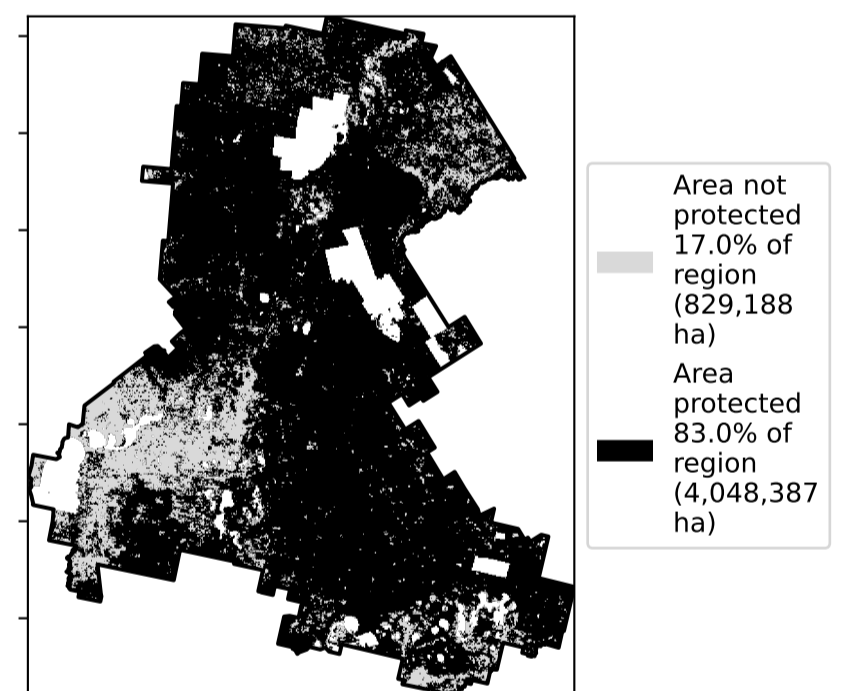 Area not
protected
17.0% of
region
(829,188
ha)
Area
protected
83.0% of
region
(4,048,387
ha)